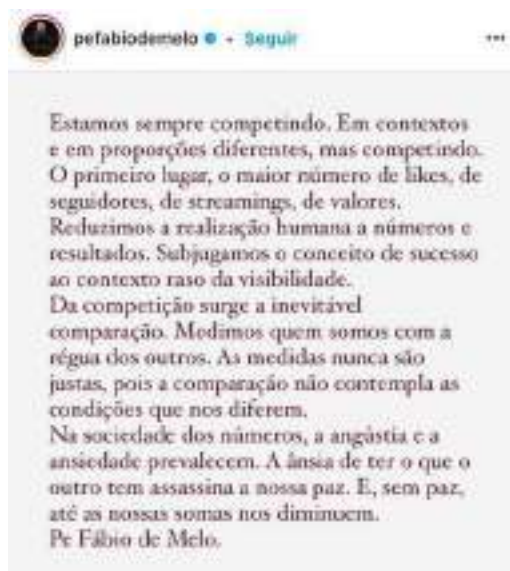 pefabiodemelo • Seguir
Estamos sempre competindo. Em contextos
e em proporções diferentes, mas competindo.
O primeiro lugar, o maior número de likes, de
seguidores, de streamings, de valores.
Reduzimos a realização humana a números e
resultados. Subjugamos o conceito de sucesso
ao contexto raso da visibilidade.
Da competição surge a inevitável
comparação. Medimos quem somos com a
régua dos outros. As medidas nunca são
justas, pois a comparação não contempla as
condições que nos diferem.
Na sociedade dos números, a angústia e a
ansiedade prevalecem. A ânsia de ter o que o
outro tem assassina a nossa paz. E, sem paz,
até as nossas somas nos diminuem.
Pe Fábio de Melo.